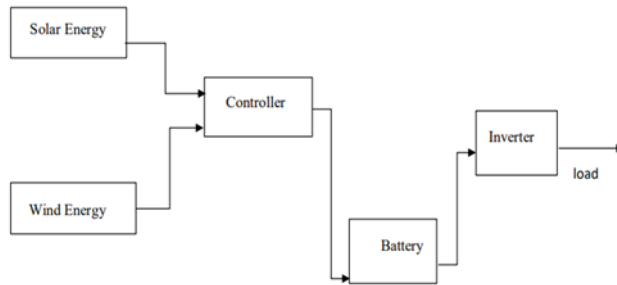 Solar Energy
Controller
Inverter
load
Wind Energy
Battery